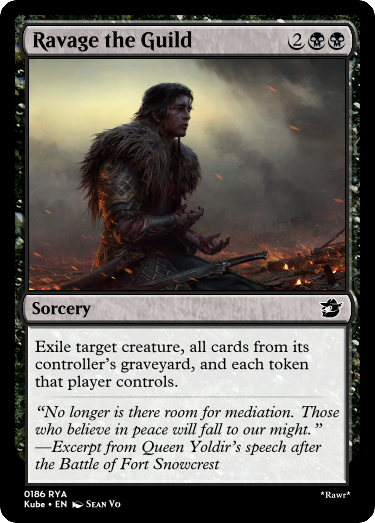 Ravage the Guild 2
Sorcery
Exile target creature, all cards from its
controller's graveyard, and each token
that player controls.
“No longer is there room for mediation. Those
who believe in peace will fall to our might.”
—Excerpt from Queen Yoldir's speech after
the Battle of Fort Snowcrest
0186 RYA
Kube • EN Sean Vo
*Rawr*